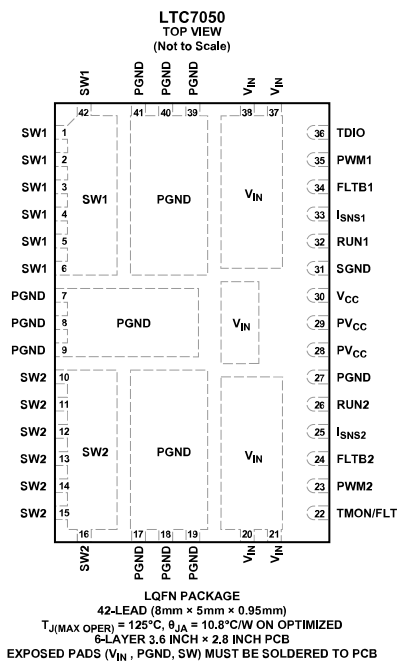 LTC7050
TOP VIEW
(Not to Scale)
SW1 PGND PGND PGND VIN VIN
42 41 40 39 38 37
SW1 1 36 TDIO
SW1 2 35 PWM1
SW1 3 34 FLTB1
SW1 PGND VIN
SW1 4 33 ISNS1
SW1 5 32 RUN1
SW1 6 31 SGND
PGND 7 30 VCC
PGND 8 PGND VIN 29 PVCC
PGND 9 28 PVCC
SW2 10 27 PGND
SW2 11 26 RUN2
SW2 12 25 ISNS2
SW2 PGND VIN
SW2 13 24 FLTB2
SW2 14 23 PWM2
SW2 15 22 TMON/FLT
16 17 18 19 20 21
SW2 PGND PGND PGND VIN VIN
LQFN PACKAGE
42-LEAD (8mm × 5mm × 0.95mm)
TJ(MAX OPER) = 125°C, θJA = 10.8°C/W ON OPTIMIZED
6-LAYER 3.6 INCH × 2.8 INCH PCB
EXPOSED PADS (VIN , PGND, SW) MUST BE SOLDERED TO PCB